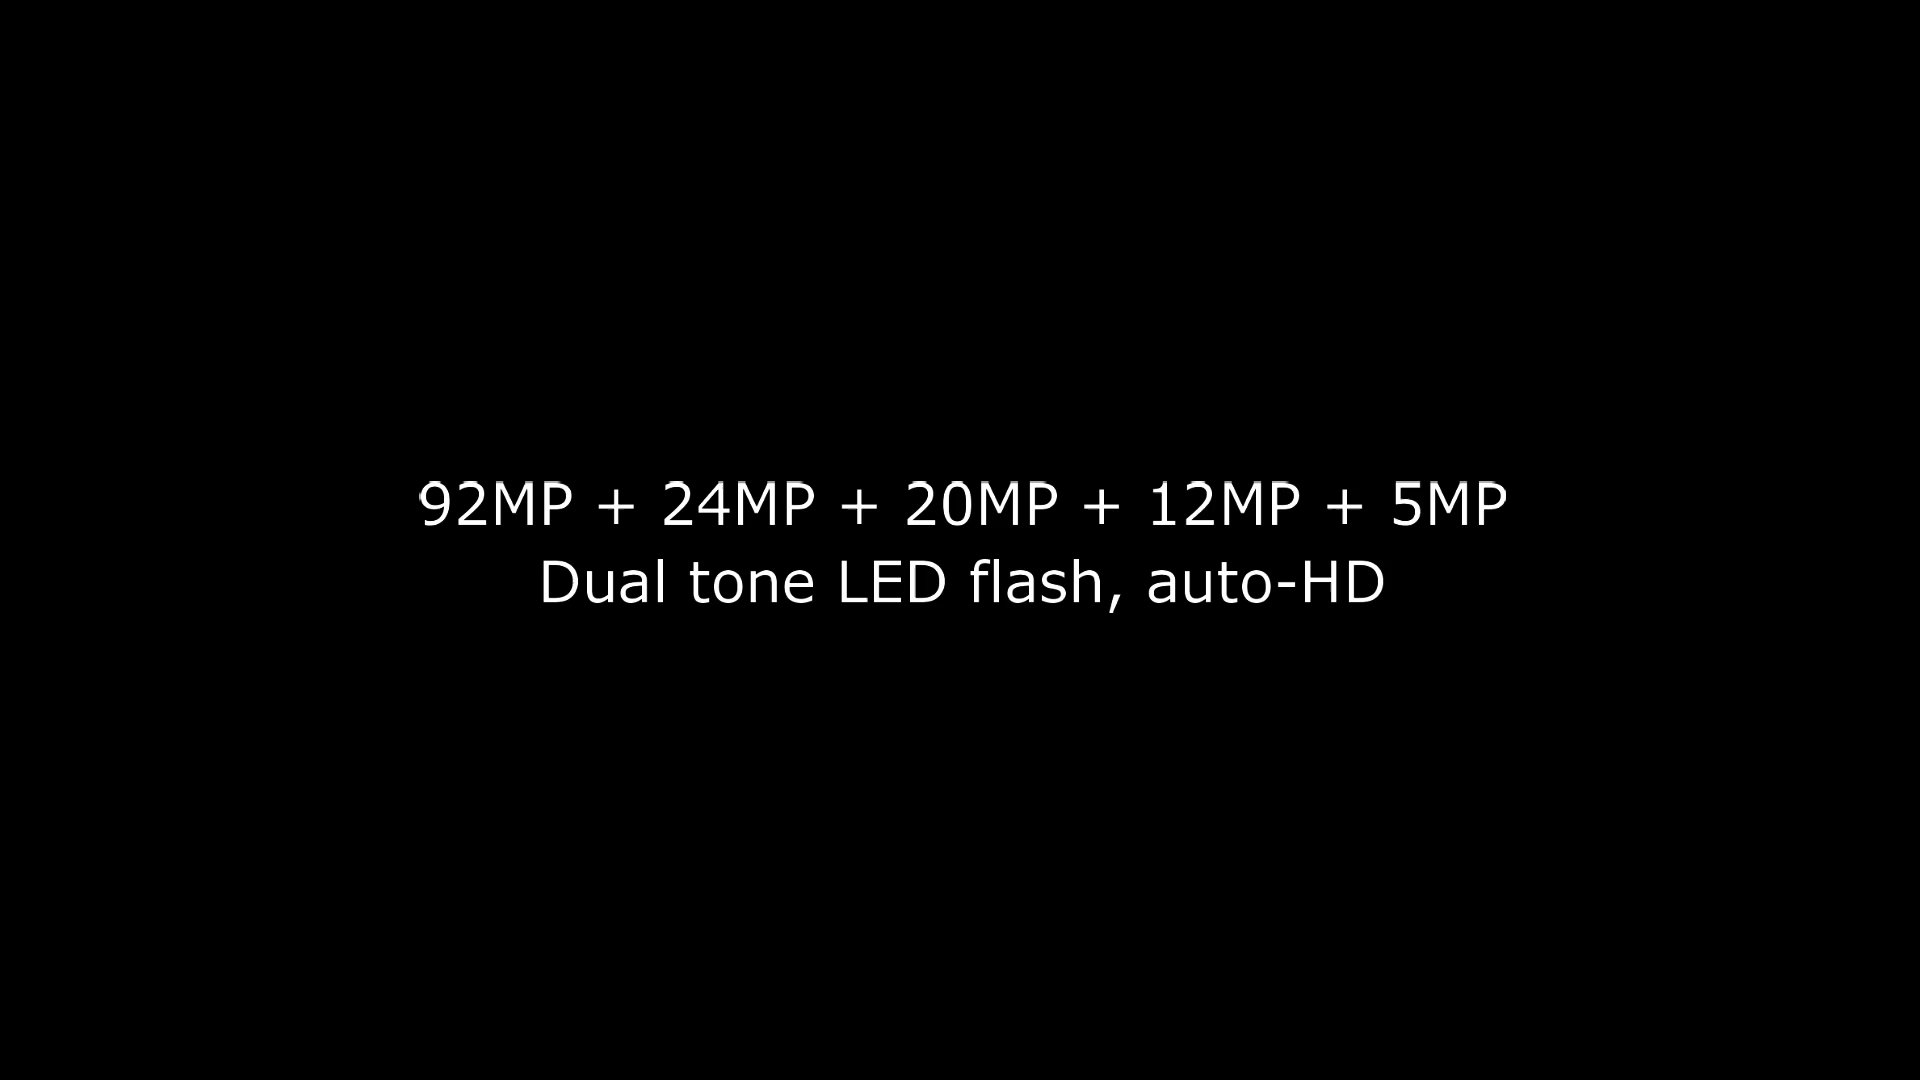 92MP + 24MP + 20MP + 12MP + 5MP
Dual tone LED flash, auto-HD